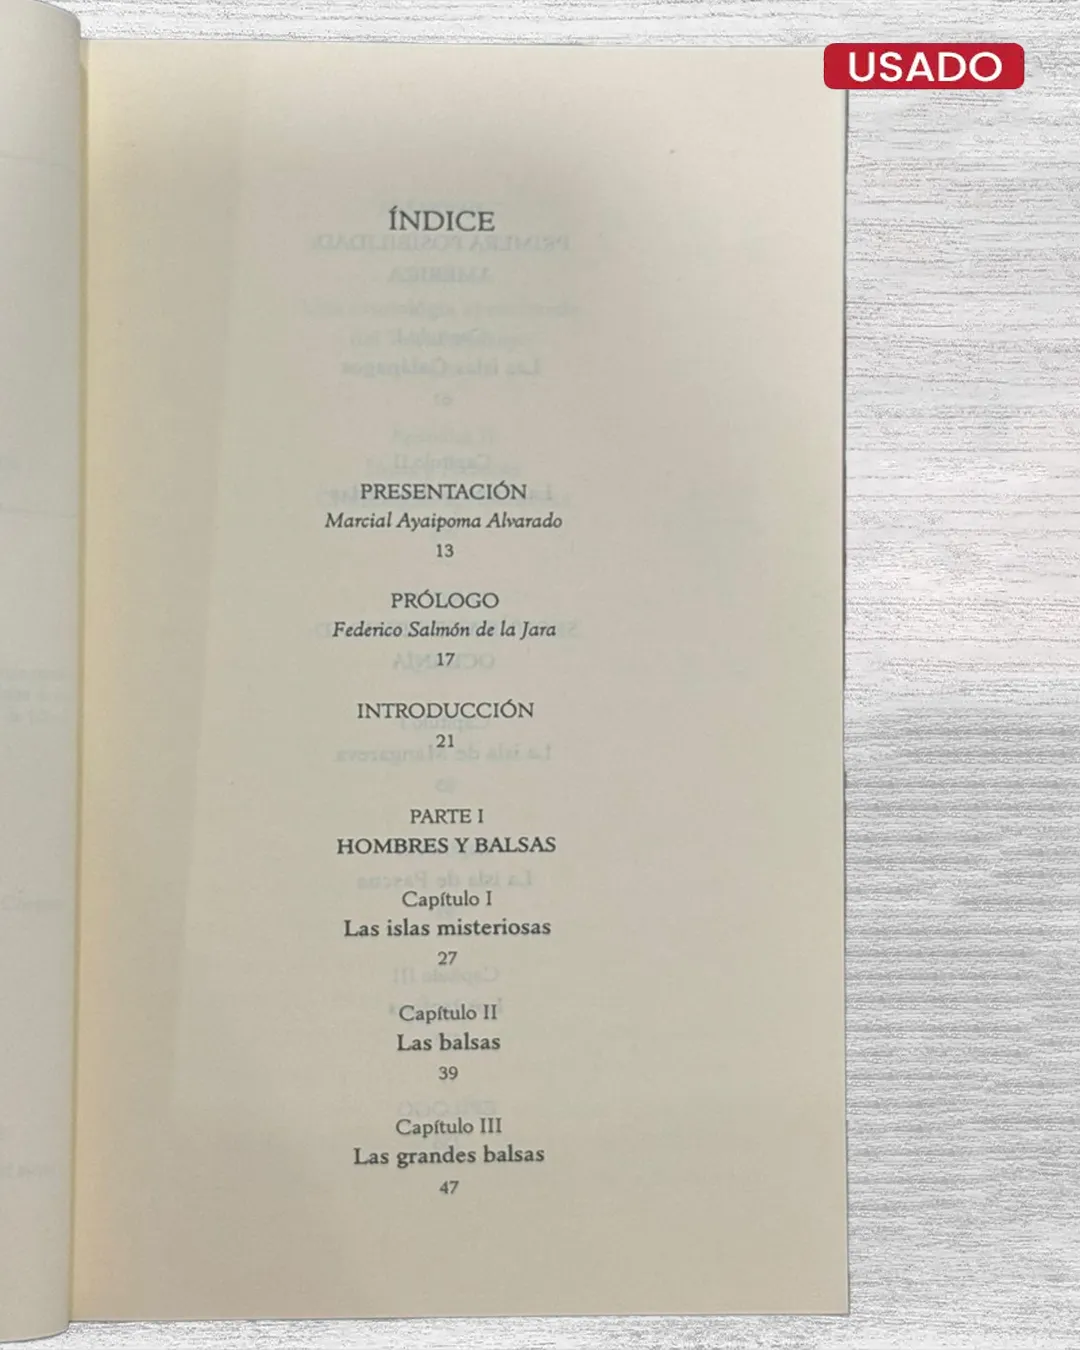 USADO
ÍNDICE
PRESENTACIÓN
Marcial Ayaipoma Alvarado
13
PRÓLOGO
Federico Salmón de la Jara
17
INTRODUCCIÓN
21
PARTE I
HOMBRES Y BALSAS
Capítulo I
Las islas misteriosas
27
Capítulo II
Las balsas
39
Capítulo III
Las grandes balsas
47